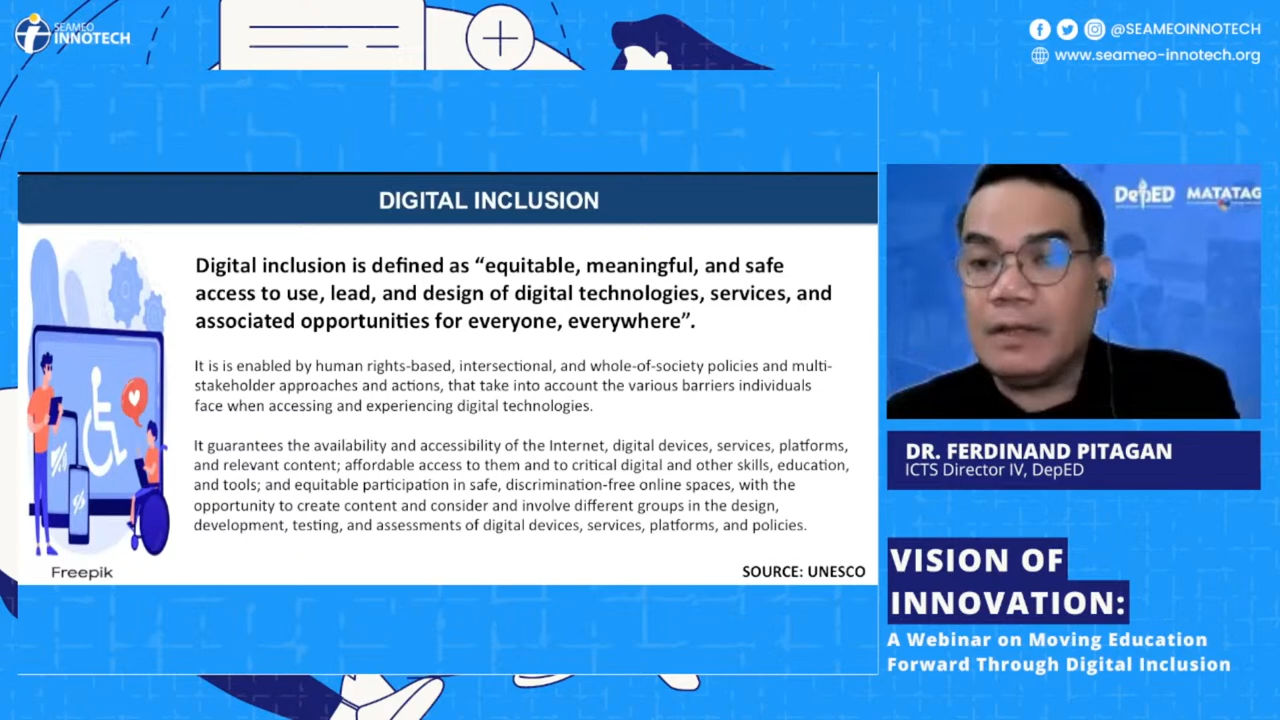 SEAMEO
INNOTECH
@SEAMEOINNOTECH
www.seameo-innotech.org
DIGITAL INCLUSION
Digital inclusion is defined as “equitable, meaningful, and safe
access to use, lead, and design of digital technologies, services, and
associated opportunities for everyone, everywhere”.
It is is enabled by human rights-based, intersectional, and whole-of-society policies and multi-
stakeholder approaches and actions, that take into account the various barriers individuals
face when accessing and experiencing digital technologies.
It guarantees the availability and accessibility of the Internet, digital devices, services, platforms,
and relevant content; affordable access to them and to critical digital and other skills, education,
and tools; and equitable participation in safe, discrimination-free online spaces, with the
opportunity to create content and consider and involve different groups in the design,
development, testing, and assessments of digital devices, services, platforms, and policies.
Freepik
SOURCE: UNESCO
DepED MATATAG
DR. FERDINAND PITAGAN
ICTS Director IV, DepED
VISION OF
INNOVATION:
A Webinar on Moving Education
Forward Through Digital Inclusion